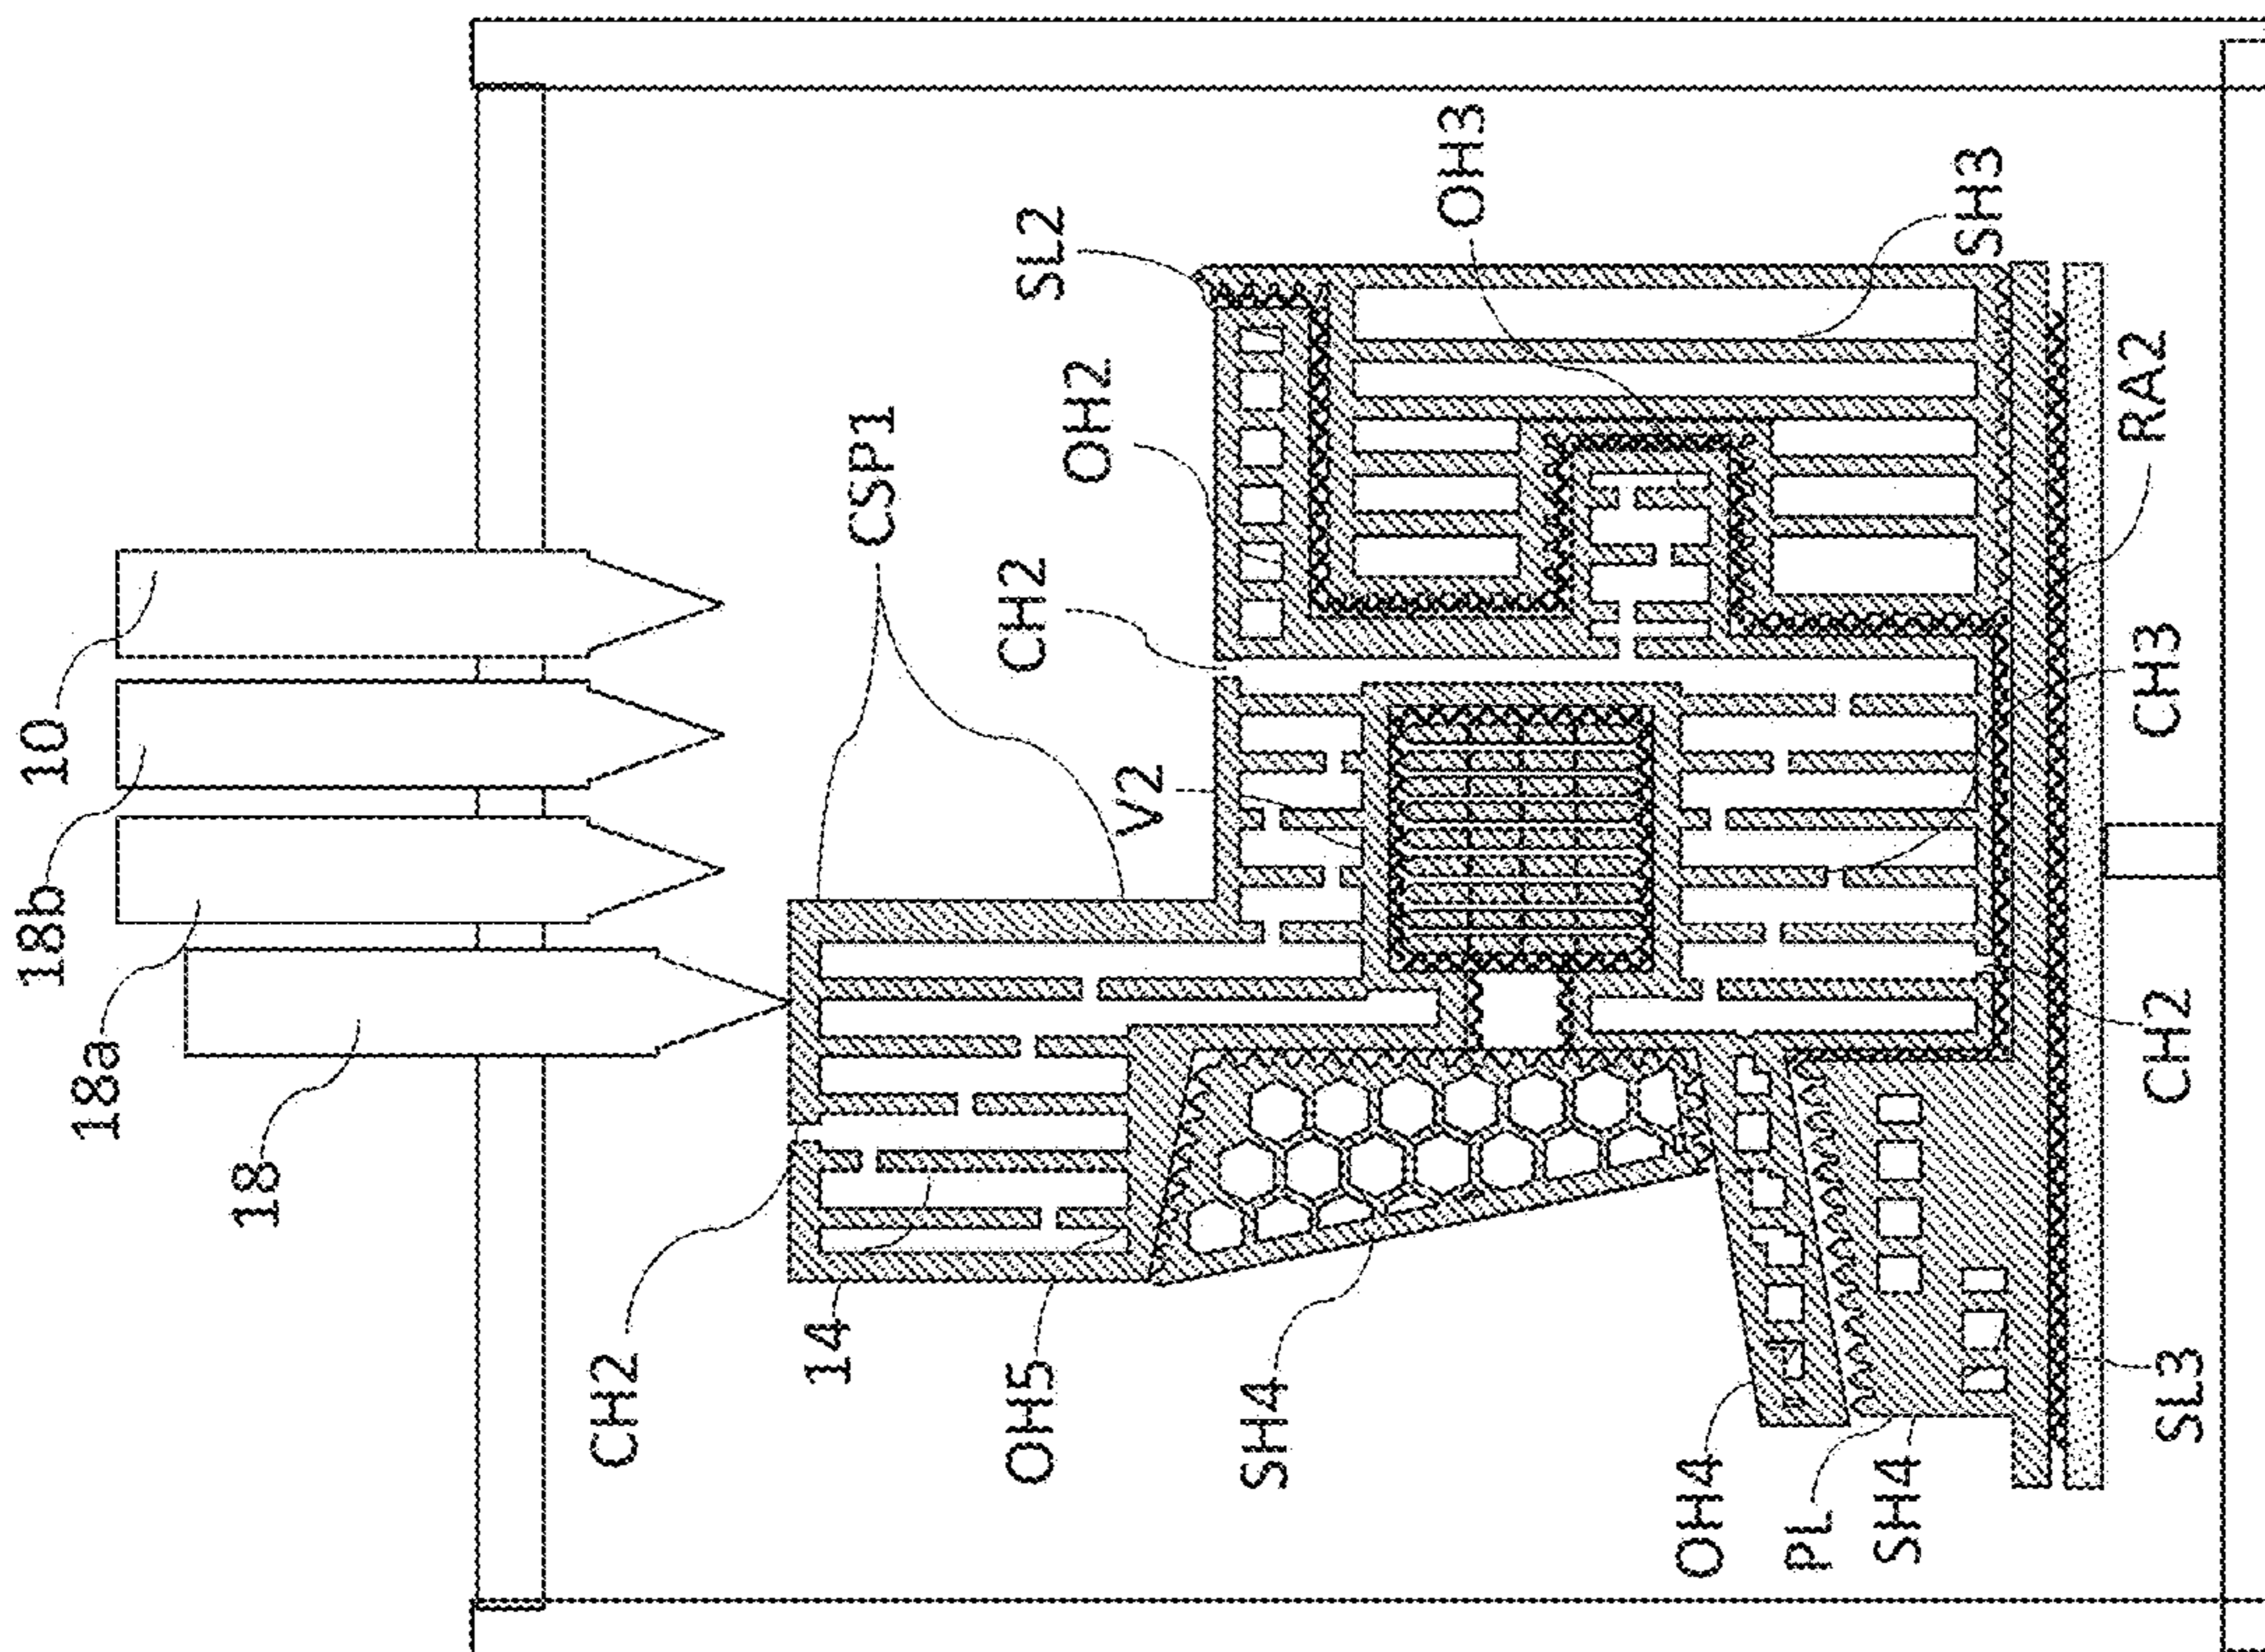 10
18b
18a
18
CSP1
SL2
OH3
OH2
CH2
V2
SH3
RA2
CH3
CH2
CH2
14
OH5
SH4
OH4
PL
SH4
SL3